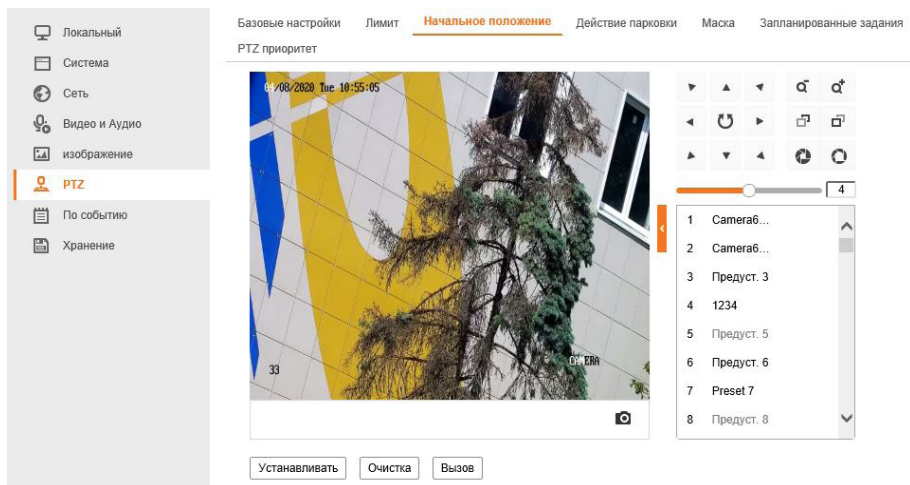 Локальный
Система
Сеть
Видео и Аудио
изображение
PTZ
По событию
Хранение
Базовые настройки Лимит Начальное положение Действие парковки Маска Запланированные задания
PTZ приоритет
04/08/2020 Tue 10:55:05
CAMERA
33
4
1 Camera6...
2 Camera6...
3 Предуст. 3
4 1234
5 Предуст. 5
6 Предуст. 6
7 Preset 7
8 Предуст. 8
Устанавливать Очистка Вызов